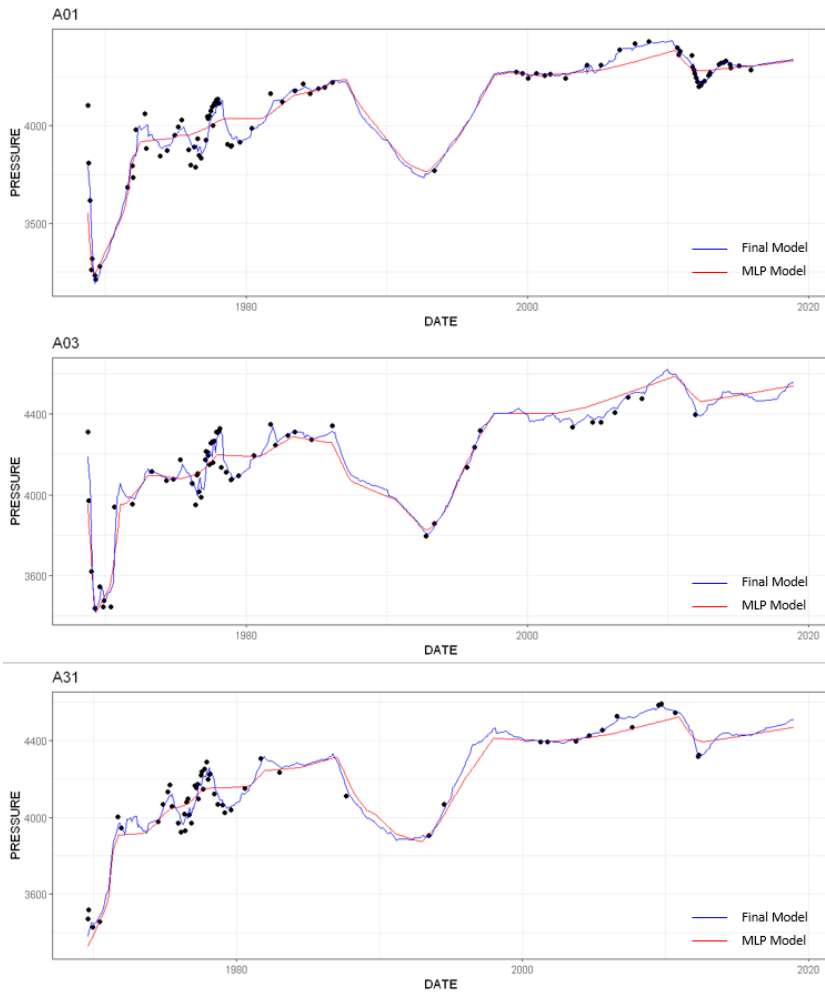 A01
4000
3500
PRESSURE
Final Model
MLP Model
1980
2000
2020
DATE
A03
4400
4000
3600
PRESSURE
Final Model
MLP Model
1980
2000
2020
DATE
A31
4400
4000
3600
PRESSURE
Final Model
MLP Model
1980
2000
2020
DATE